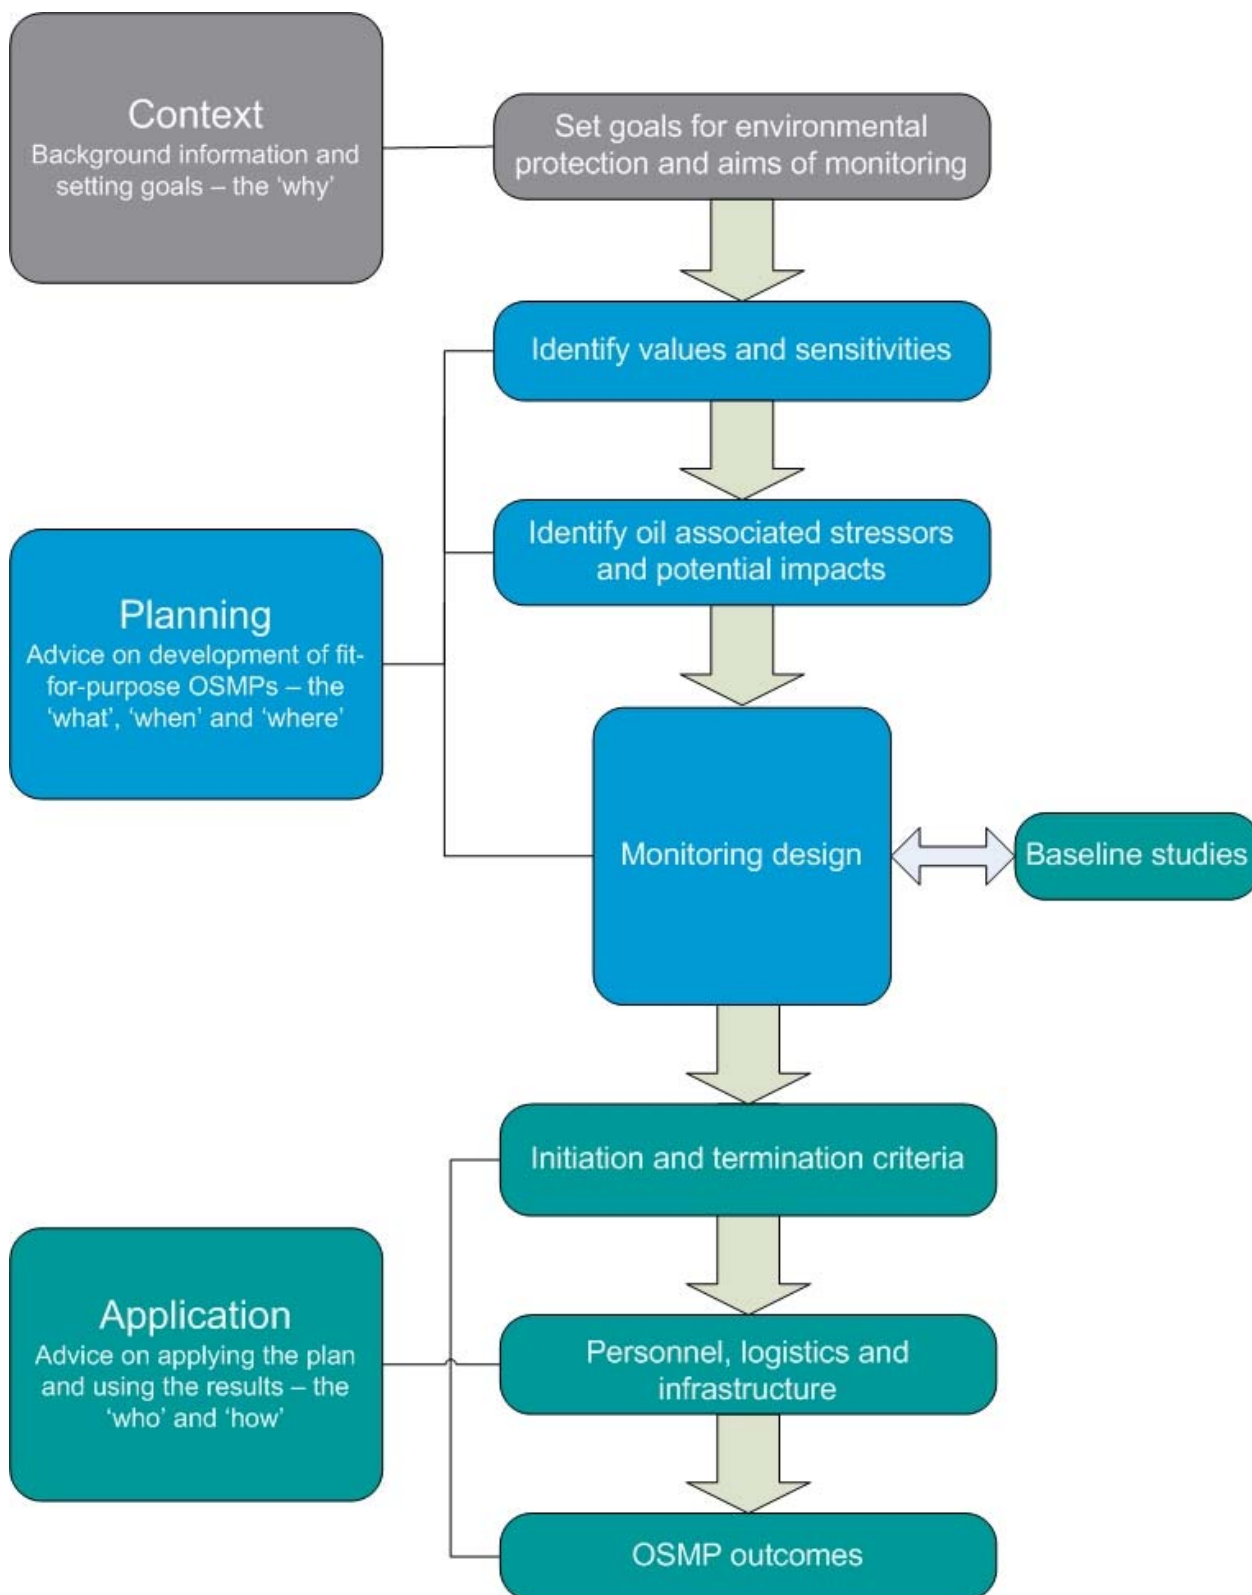 Context
Background information and
setting goals – the ‘why’
Set goals for environmental
protection and aims of monitoring
Identify values and sensitivities
Identify oil associated stressors
and potential impacts
Planning
Advice on development of fit-
for-purpose OSMPs – the
‘what’, ‘when’ and ‘where’
Monitoring design
Baseline studies
Initiation and termination criteria
Application
Advice on applying the plan
and using the results – the
‘who’ and ‘how’
Personnel, logistics and
infrastructure
OSMP outcomes